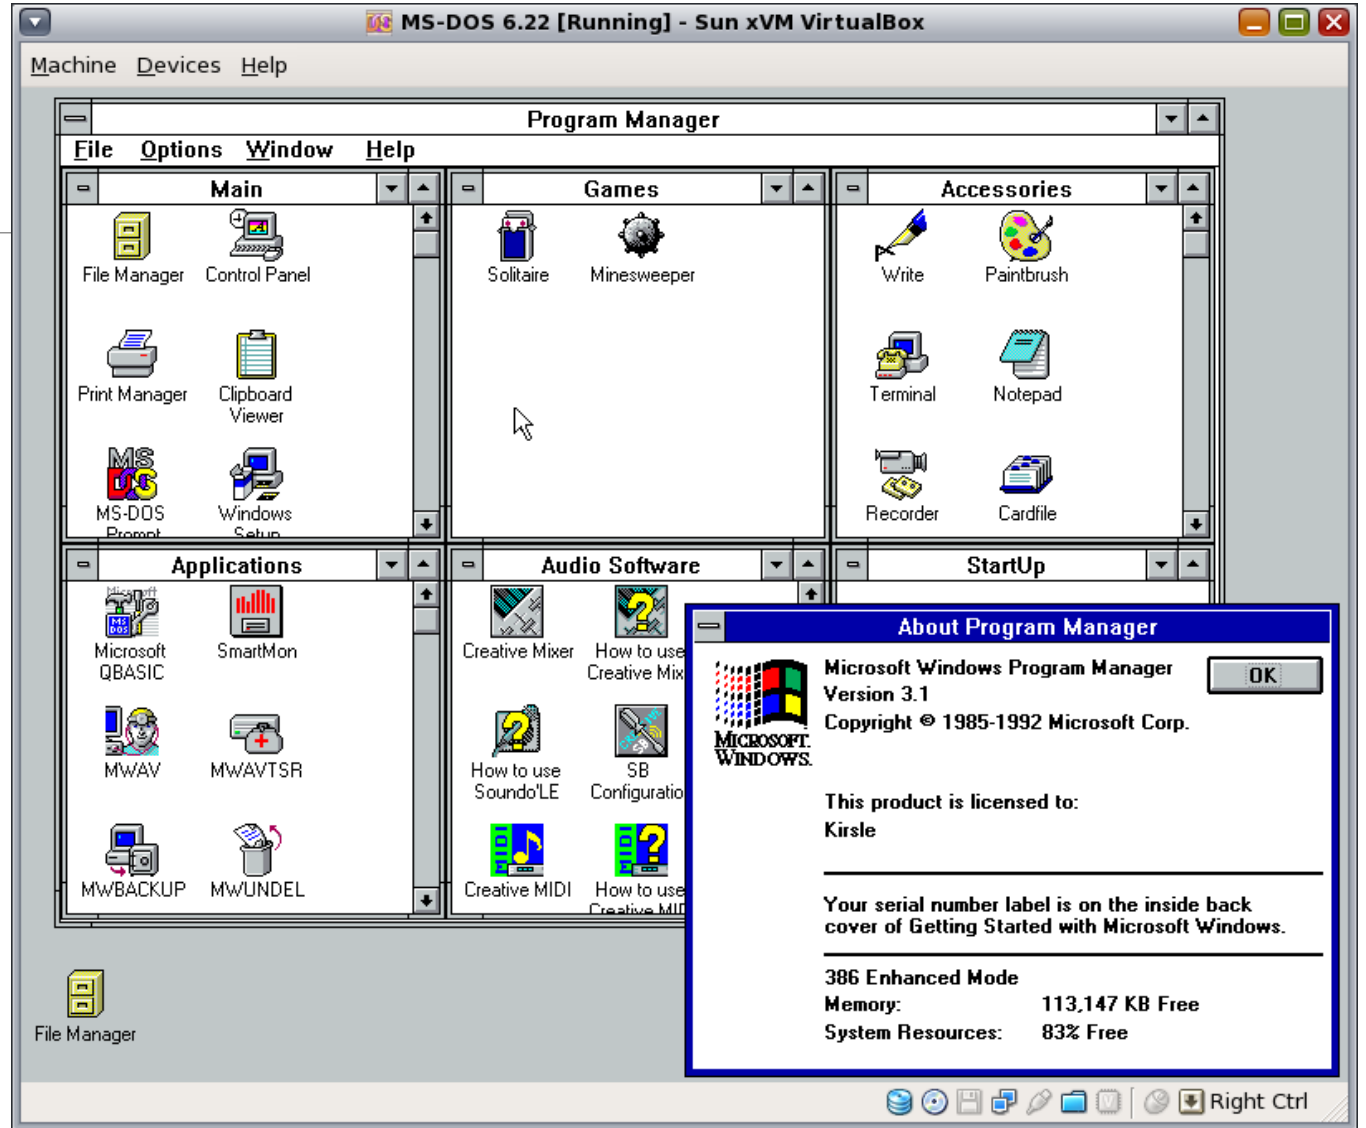 MS-DOS 6.22 [Running] - Sun xVM VirtualBox
Machine Devices Help
Program Manager
File Options Window Help
Main
File Manager Control Panel
Print Manager Clipboard
Viewer
MS-DOS Windows
Prompt Setup
Games
Solitaire Minesweeper
Accessories
Write Paintbrush
Terminal Notepad
Recorder Cardfile
Applications
Microsoft SmartMon
QBASIC
MWAV MWAVTSR
MWBACKUP MWUNDEL
Audio Software
Creative Mixer How to use
Creative Mix
How to use SB
Soundo'LE Configuratio
Creative MIDI How to use
Creative MID
StartUp
About Program Manager
MICROSOFT.
WINDOWS.
Microsoft Windows Program Manager
Version 3.1
Copyright © 1985-1992 Microsoft Corp.
OK
This product is licensed to:
Kirsle
Your serial number label is on the inside back
cover of Getting Started with Microsoft Windows.
386 Enhanced Mode
Memory: 113,147 KB Free
System Resources: 83% Free
File Manager
Right Ctrl